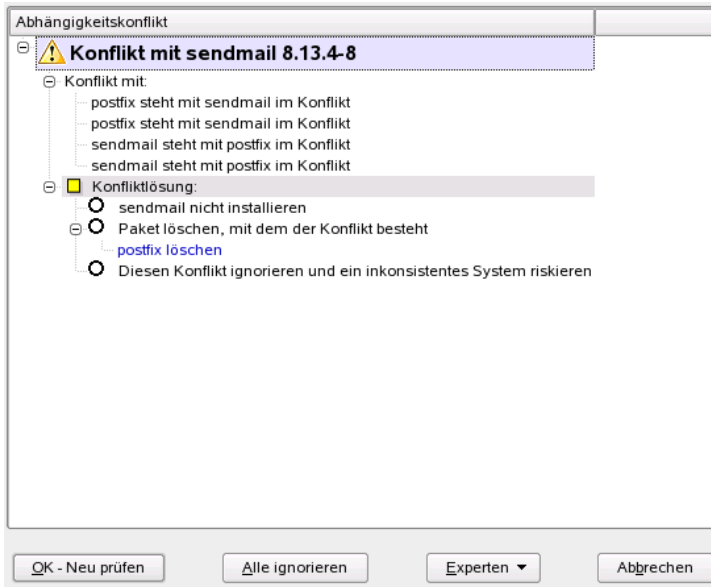 Abhängigkeitskonflikt
Konflikt mit sendmail 8.13.4-8
Konflikt mit:
postfix steht mit sendmail im Konflikt
postfix steht mit sendmail im Konflikt
sendmail steht mit postfix im Konflikt
sendmail steht mit postfix im Konflikt
Konfliktlösung:
sendmail nicht installieren
Paket löschen, mit dem der Konflikt besteht
postfix löschen
Diesen Konflikt ignorieren und ein inkonsistentes System riskieren
OK - Neu prüfen Alle ignorieren Experten Abbrechen